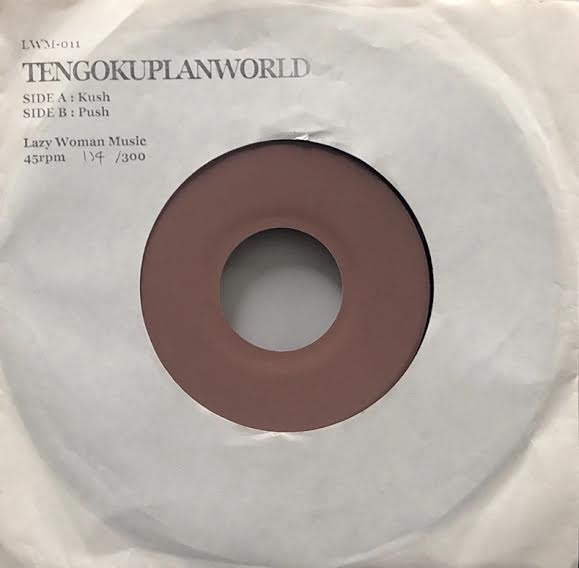 LWM-011
TENGOKUPLANWORLD
SIDE A : Kush
SIDE B : Push
Lazy Woman Music
45rpm 134 /300